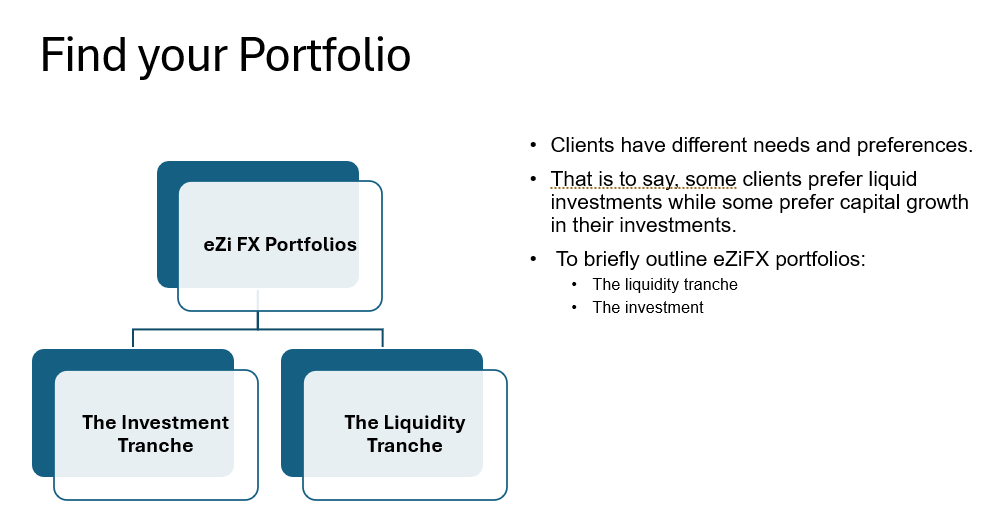 Find your Portfolio
eZi FX Portfolios
The Investment
Tranche
The Liquidity
Tranche
• Clients have different needs and preferences.
• That is to say, some clients prefer liquid
investments while some prefer capital growth
in their investments.
• To briefly outline eZiFX portfolios:
• The liquidity tranche
• The investment